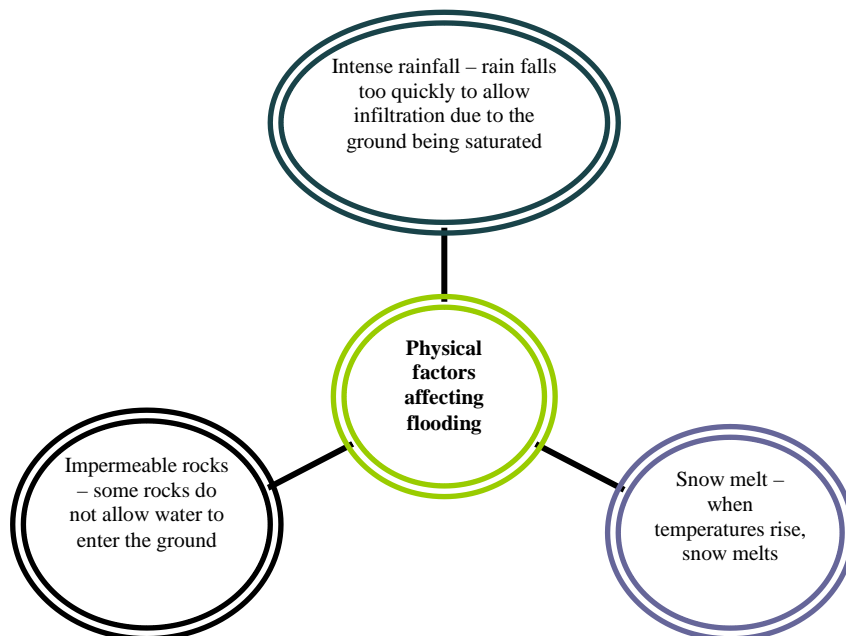 Intense rainfall – rain falls
too quickly to allow
infiltration due to the
ground being saturated
Physical
factors
affecting
flooding
Impermeable rocks
– some rocks do
not allow water to
enter the ground
Snow melt –
when
temperatures rise,
snow melts